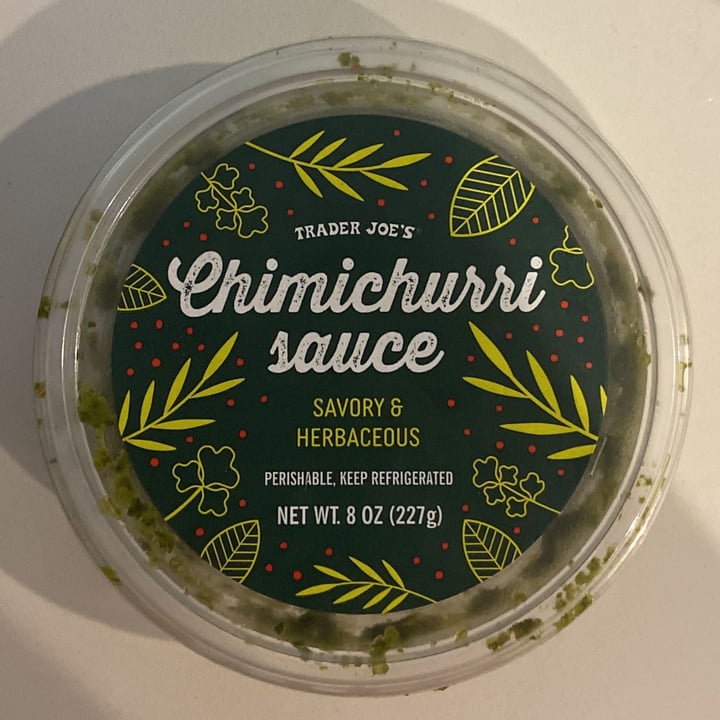 TRADER JOE'S
Chimichurri
sauce
SAVORY &
HERBACEOUS
PERISHABLE, KEEP REFRIGERATED
NET WT. 8 OZ (227g)